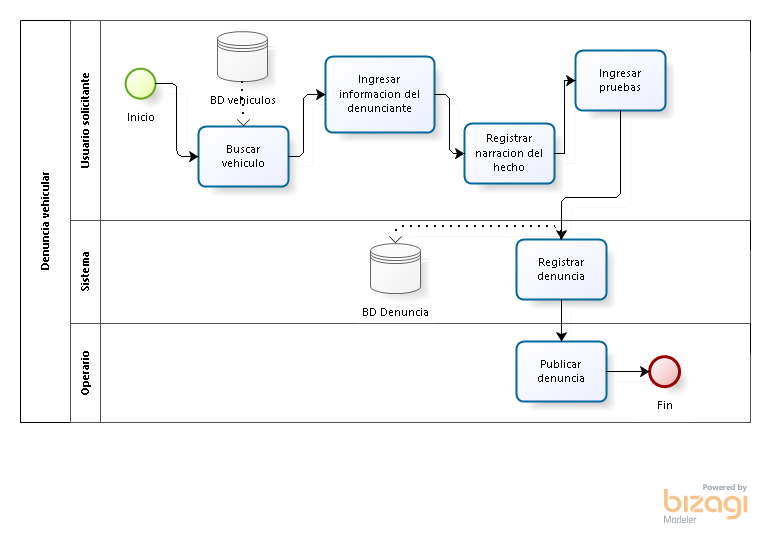 Denuncia vehicular
Usuario solicitante
Inicio
BD vehiculos
Buscar
vehiculo
Ingresar
informacion del
denunciante
Registrar
narracion del
hecho
Ingresar
pruebas
Sistema
BD Denuncia
Registrar
denuncia
Operario
Publicar
denuncia
Fin
Powered by
bizagi
Modeler